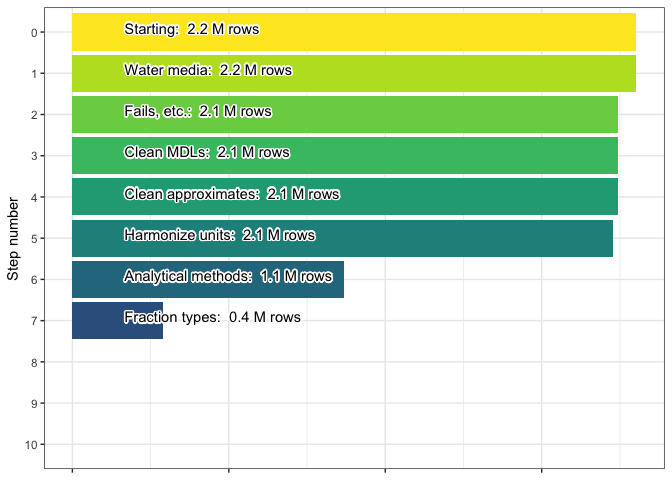 Step number
0
Starting:  2.2 M rows
1
Water media:  2.2 M rows
2
Fails, etc.:  2.1 M rows
3
Clean MDLs:  2.1 M rows
4
Clean approximates:  2.1 M rows
5
Harmonize units:  2.1 M rows
6
Analytical methods:  1.1 M rows
7
Fraction types:  0.4 M rows
8
9
10